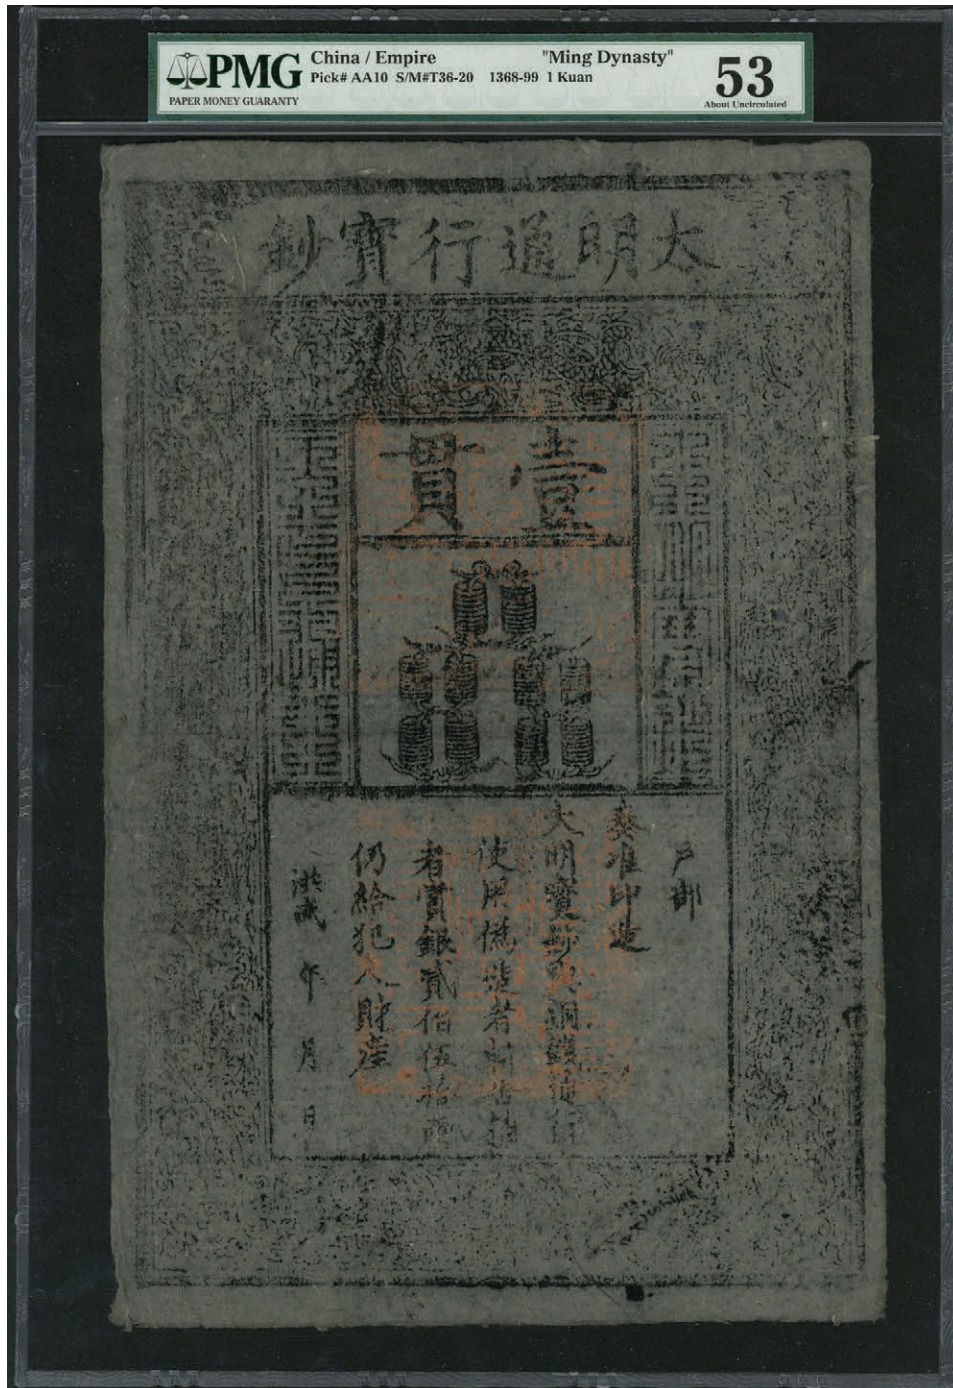 PMG
PAPER MONEY GUARANTY
China / Empire "Ming Dynasty"
Pick# AA10 S/M#T36-20 1368-99 1 Kuan
53
About Uncirculated
大明通行寶鈔
壹貫
戶部
奏准印造
大明寶鈔與銅錢通行
使用偽造者斬告捕
者賞銀貳佰伍拾兩
仍給犯人財產
洪武 年 月 日